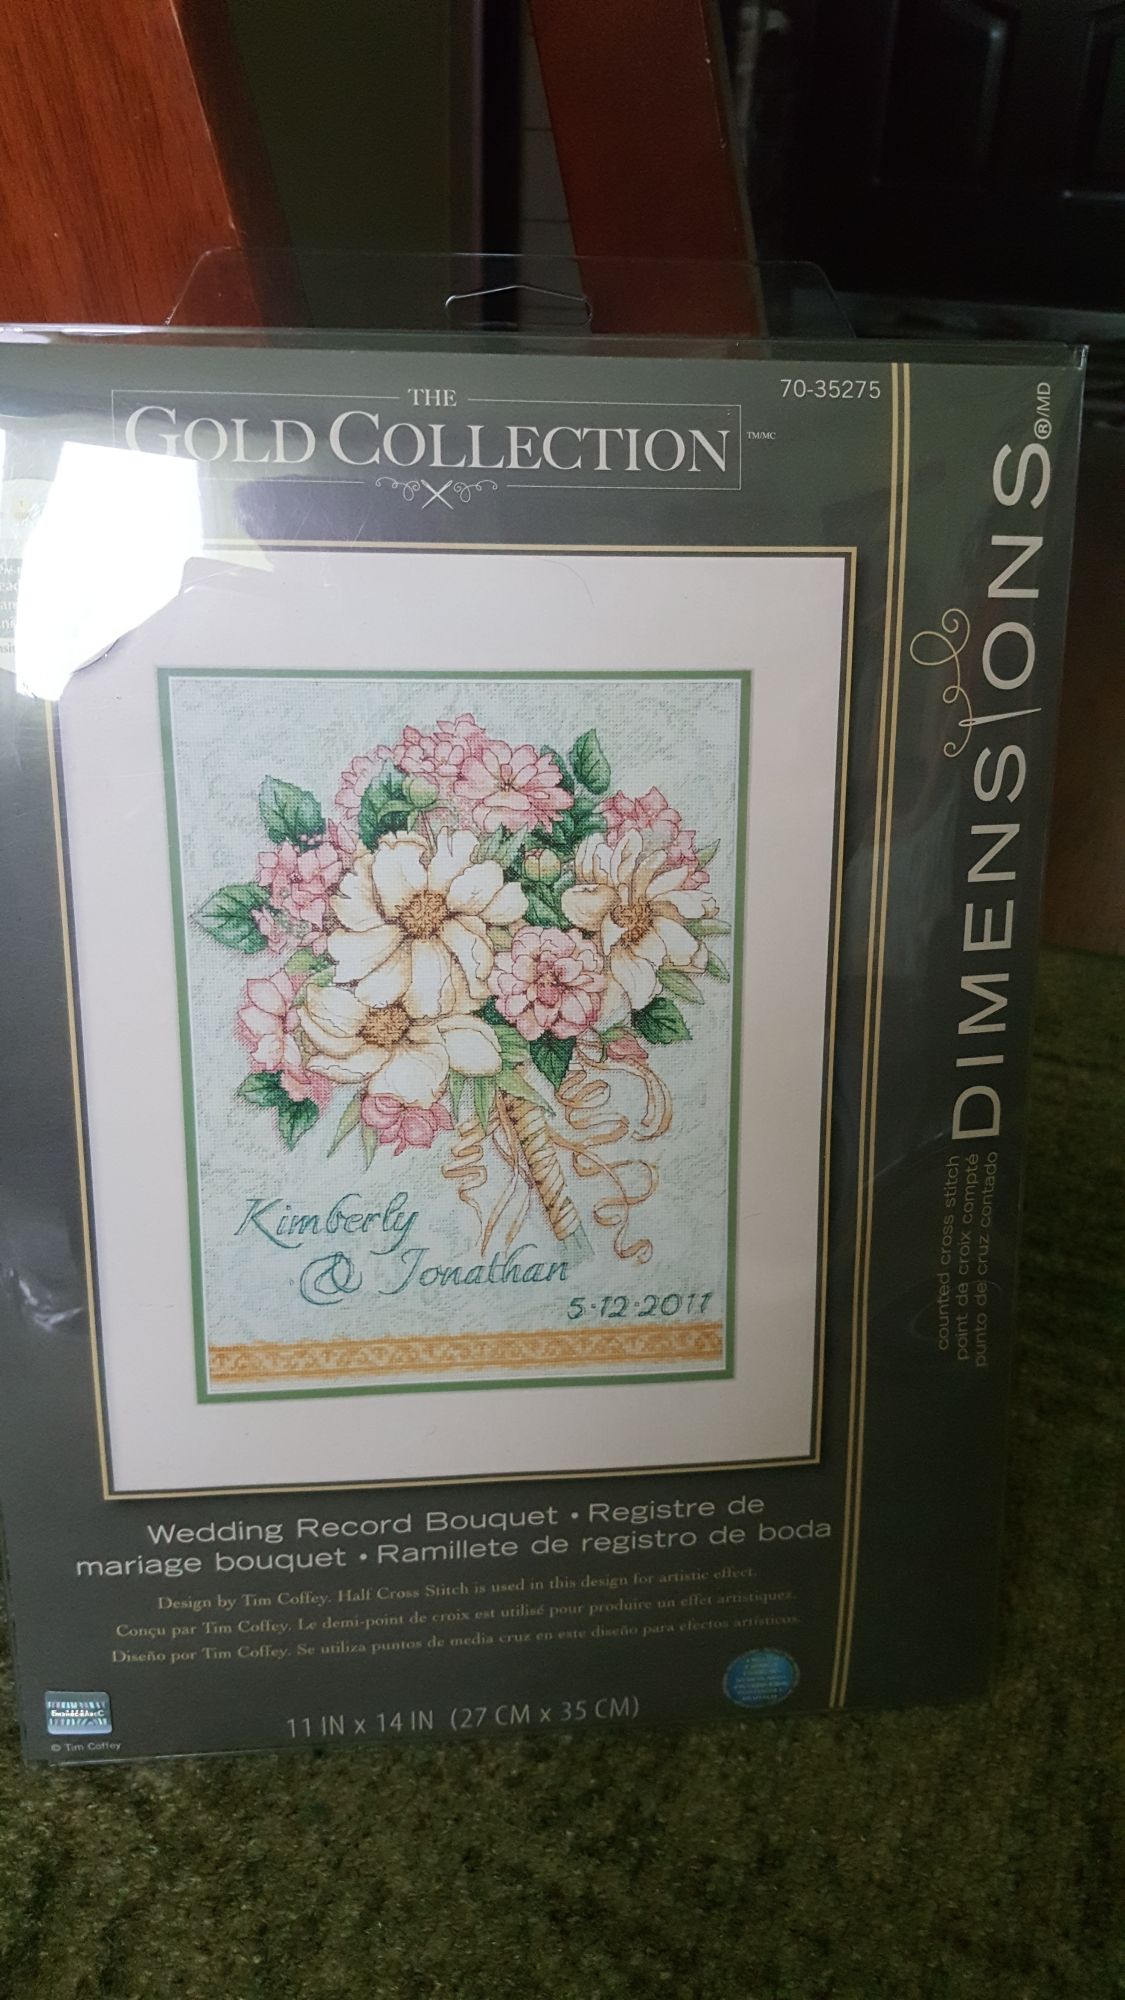 THE
70-35275
GOLD COLLECTION
TM/MC
DIMENSIONS®/MD
counted cross stitch
point de croix compté
punto de cruz contado
Kimberly
& Jonathan
5·12·2011
Wedding Record Bouquet • Registre de
mariage bouquet • Ramillete de registro de boda
Design by Tim Coffey. Half Cross Stitch is used in this design for artistic effect.
Conçu par Tim Coffey. Le demi-point de croix est utilisé pour produire un effet artistiquez.
Diseño por Tim Coffey. Se utiliza puntos de media cruz en este diseño para efectos artísticos.
11 IN x 14 IN (27 CM x 35 CM)
© Tim Coffey